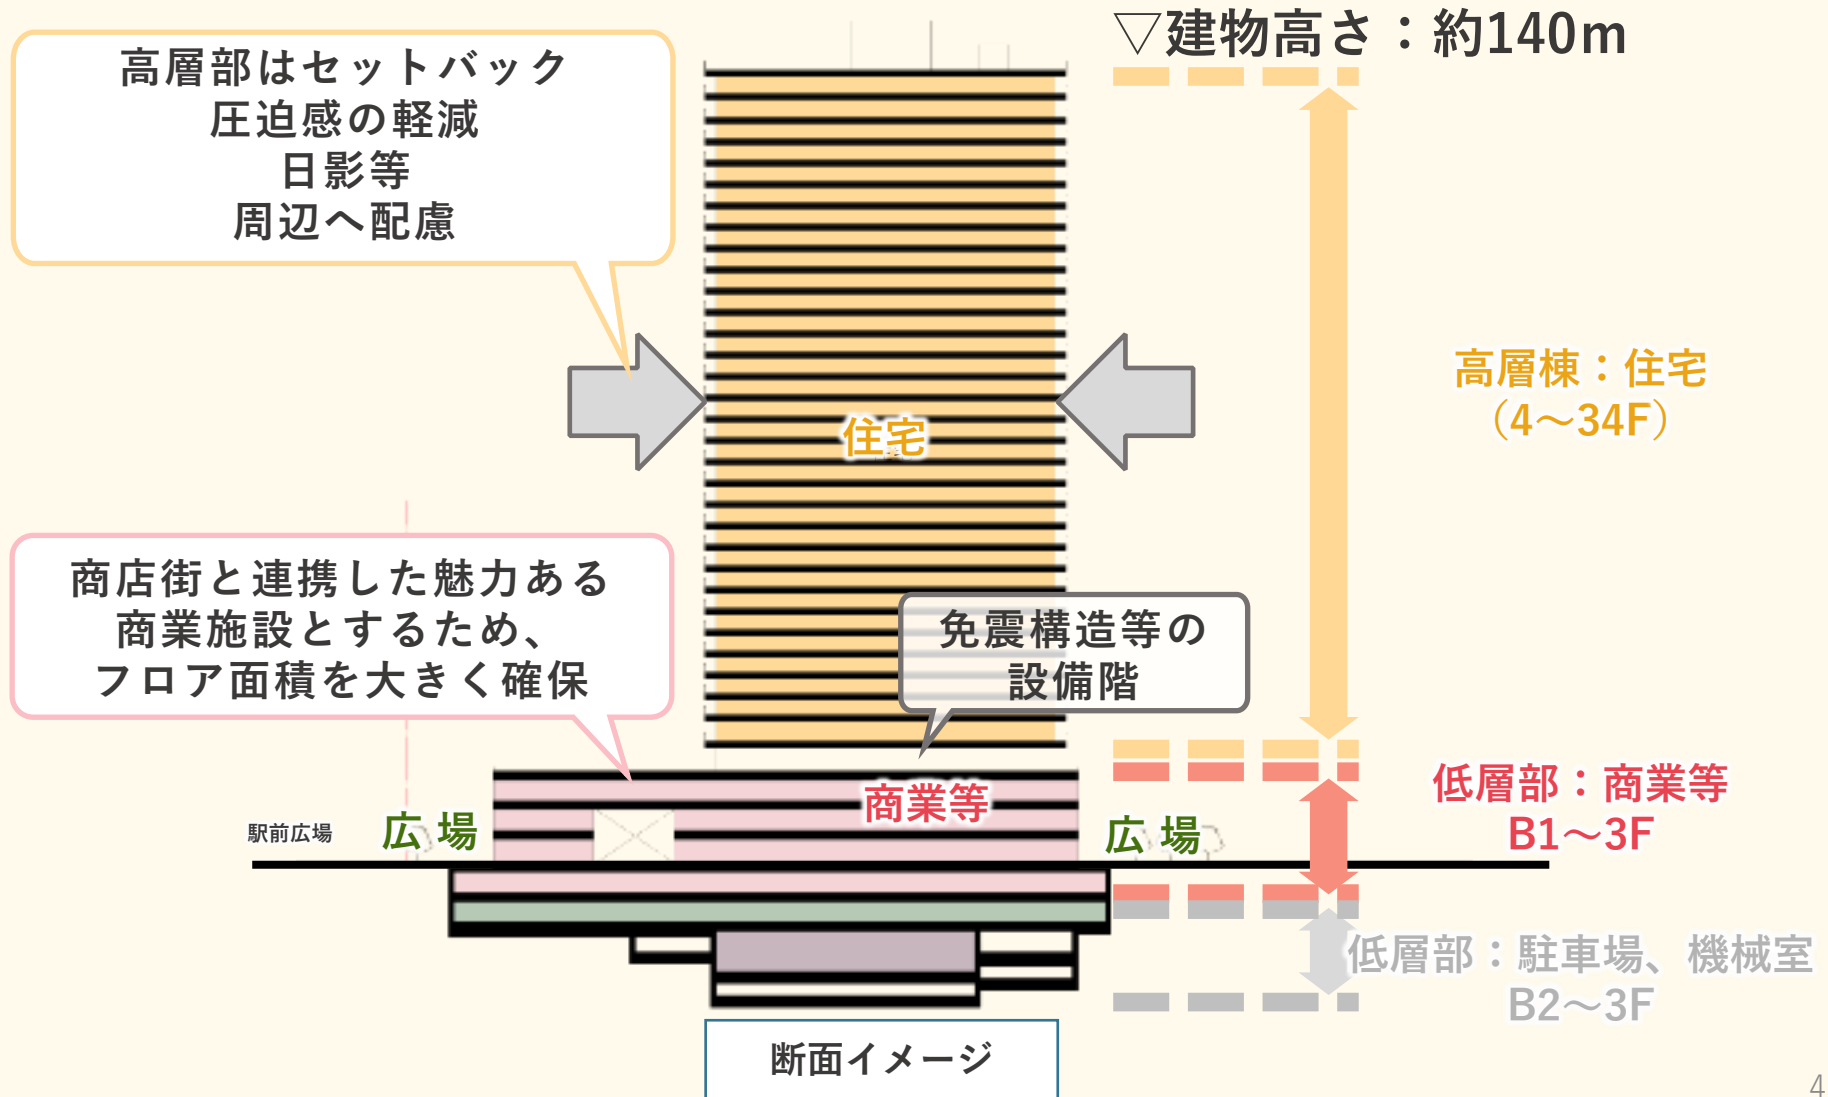 ▽建物高さ：約140m
高層部はセットバック
圧迫感の軽減
日影等
周辺へ配慮
高層棟：住宅
（4～34F）
住宅
商店街と連携した魅力ある
商業施設とするため、
フロア面積を大きく確保
免震構造等の
設備階
商業等
低層部：商業等
B1～3F
駅前広場
広 場
広 場
低層部：駐車場、機械室
B2～3F
断面イメージ
4